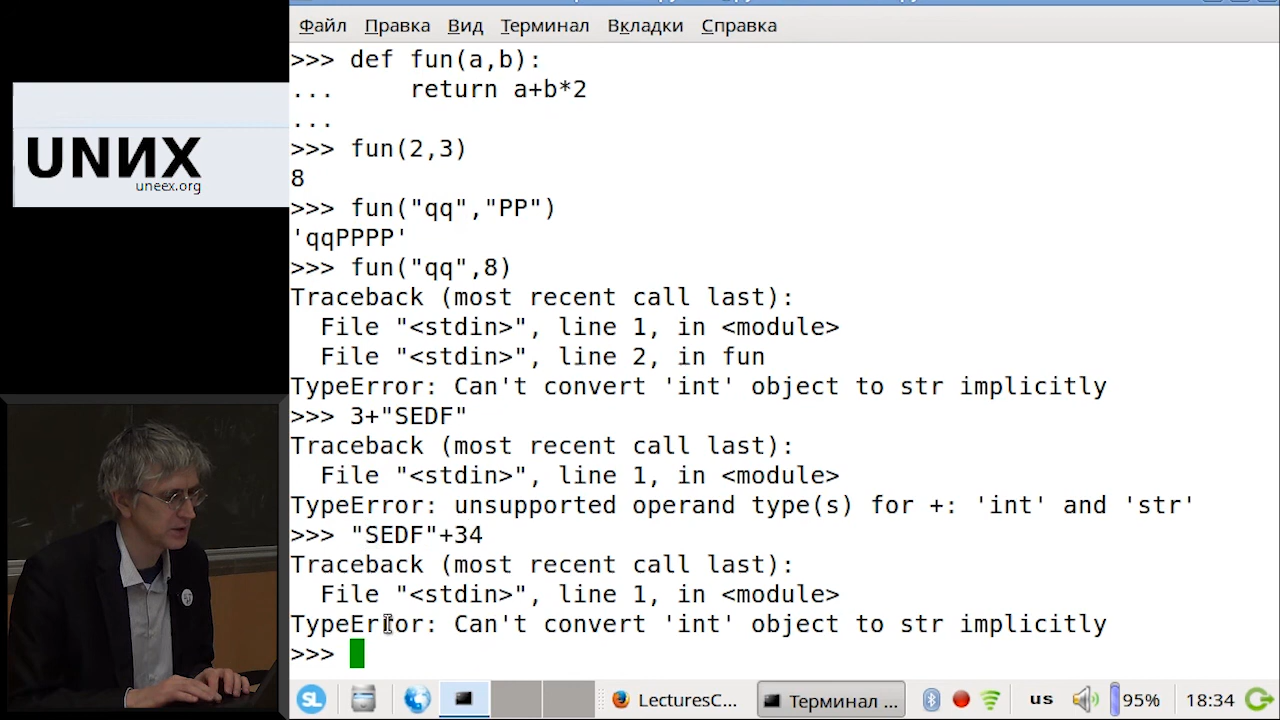 Файл Правка Вид Терминал Вкладки Справка
>>> def fun(a,b):
...     return a+b*2
...
>>> fun(2,3)
8
>>> fun("qq","PP")
'qqPPPP'
>>> fun("qq",8)
Traceback (most recent call last):
  File "<stdin>", line 1, in <module>
  File "<stdin>", line 2, in fun
TypeError: Can't convert 'int' object to str implicitly
>>> 3+"SEDF"
Traceback (most recent call last):
  File "<stdin>", line 1, in <module>
TypeError: unsupported operand type(s) for +: 'int' and 'str'
>>> "SEDF"+34
Traceback (most recent call last):
  File "<stdin>", line 1, in <module>
TypeError: Can't convert 'int' object to str implicitly
>>>
UNИX
uneex.org
SL LecturesC... Терминал ... us 95% 18:34